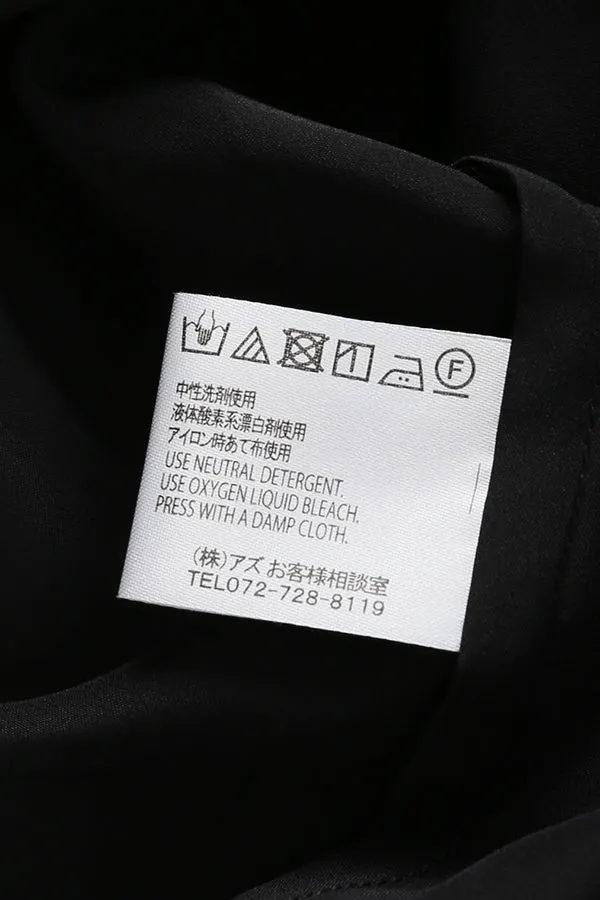 F
中性洗剤使用
液体酸素系漂白剤使用
アイロン時あて布使用
USE NEUTRAL DETERGENT.
USE OXYGEN LIQUID BLEACH.
PRESS WITH A DAMP CLOTH.
(株)アズ お客様相談室
TEL072-728-8119